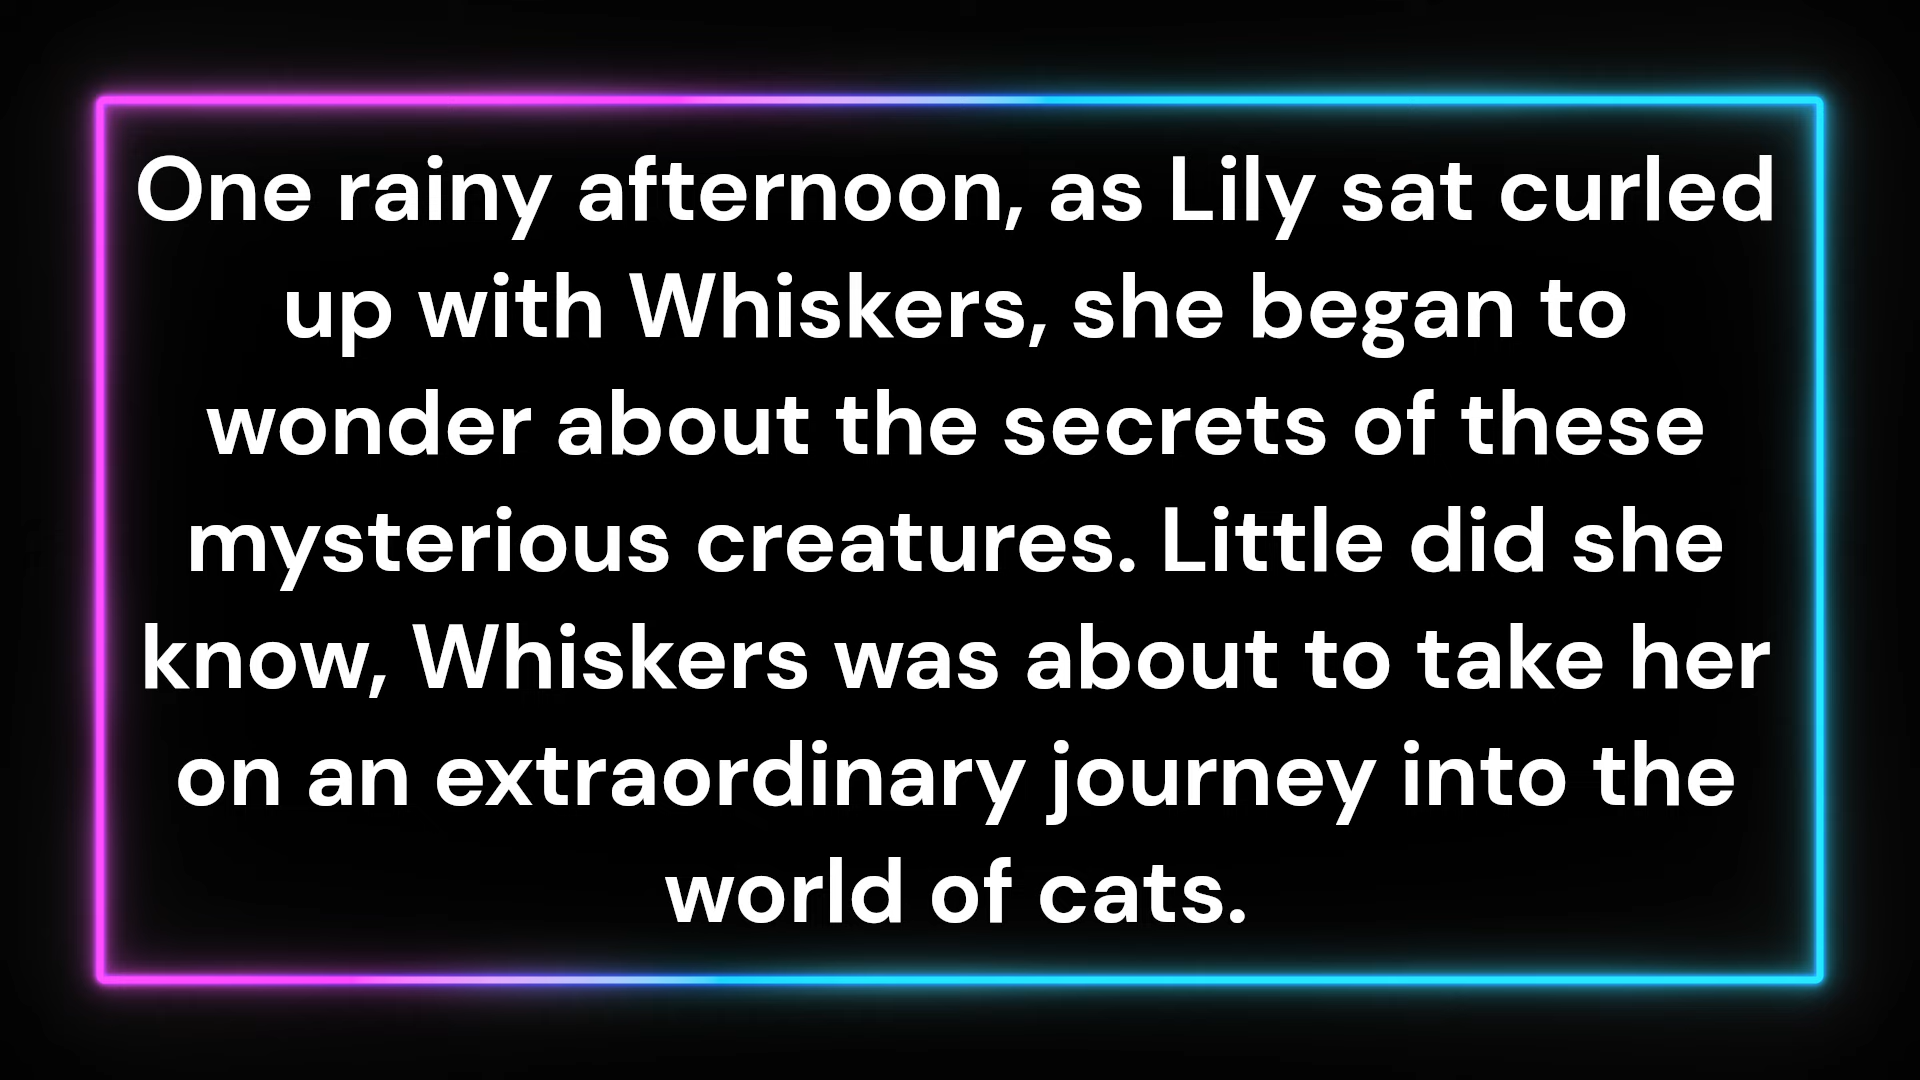 One rainy afternoon, as Lily sat curled
up with Whiskers, she began to
wonder about the secrets of these
mysterious creatures. Little did she
know, Whiskers was about to take her
on an extraordinary journey into the
world of cats.